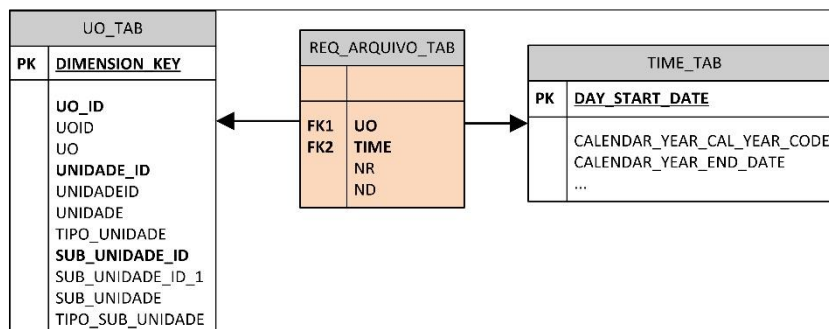 UO_TAB
PK DIMENSION_KEY
UO_ID
UOID
UO
UNIDADE_ID
UNIDADEID
UNIDADE
TIPO_UNIDADE
SUB_UNIDADE_ID
SUB_UNIDADE_ID_1
SUB_UNIDADE
TIPO_SUB_UNIDADE
REQ_ARQUIVO_TAB
FK1 UO
FK2 TIME
NR
ND
TIME_TAB
PK DAY_START_DATE
CALENDAR_YEAR_CAL_YEAR_CODE
CALENDAR_YEAR_END_DATE
...